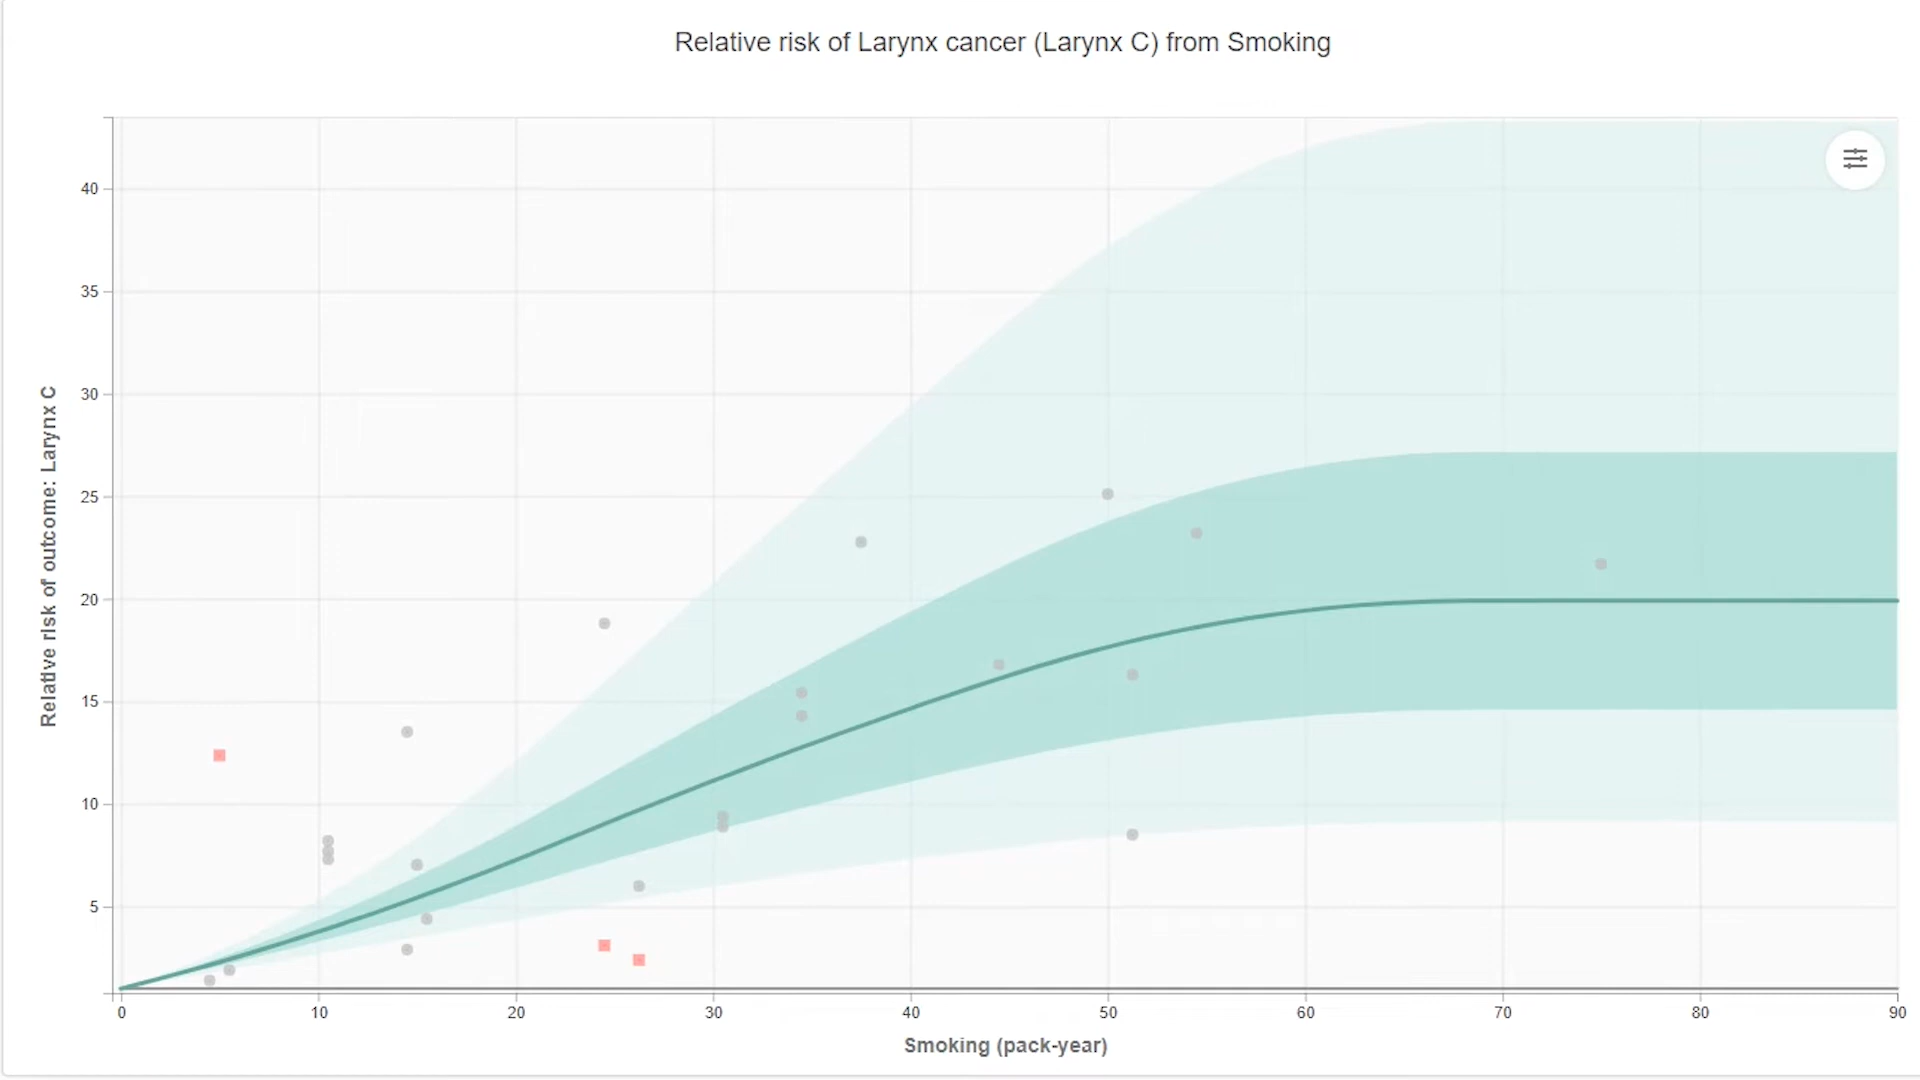 Relative risk of Larynx cancer (Larynx C) from Smoking
Relative risk of outcome: Larynx C
40
35
30
25
20
15
10
5
0 10 20 30 40 50 60 70 80 90
Smoking (pack-year)